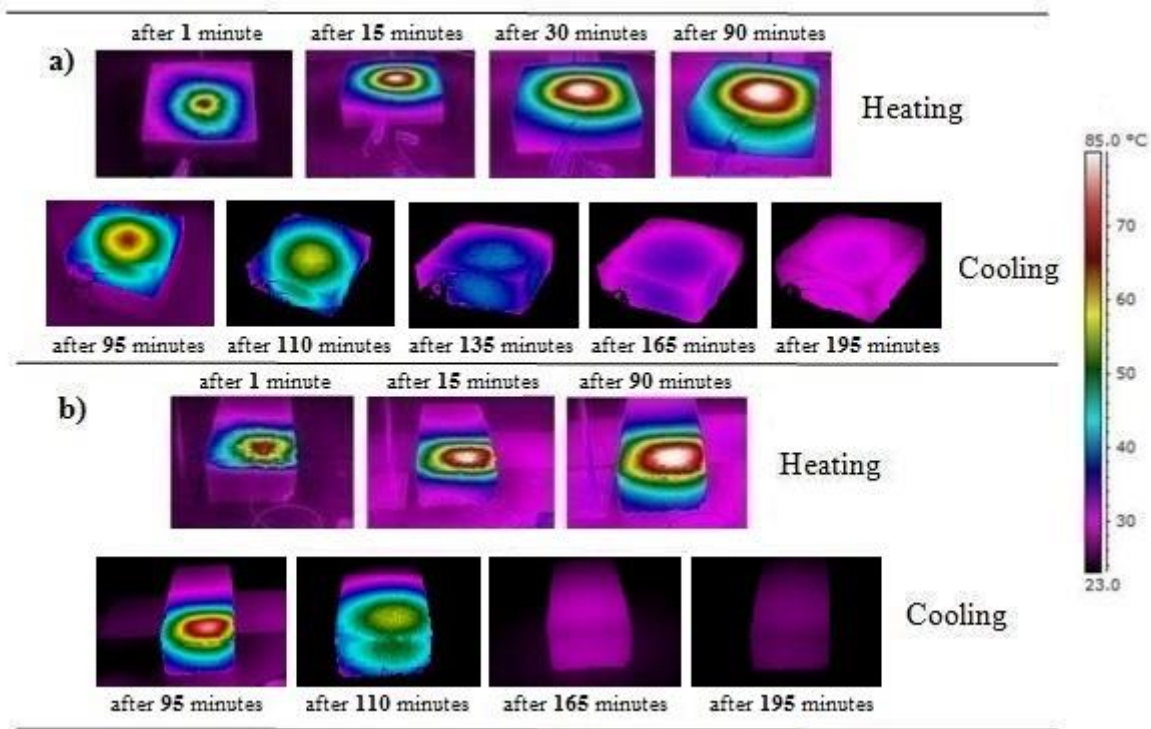 after 1 minute after 15 minutes after 30 minutes after 90 minutes
a)
Heating
85.0 °C
70
60
50
40
30
23.0
Cooling
after 95 minutes after 110 minutes after 135 minutes after 165 minutes after 195 minutes
after 1 minute after 15 minutes after 90 minutes
b)
Heating
Cooling
after 95 minutes after 110 minutes after 165 minutes after 195 minutes